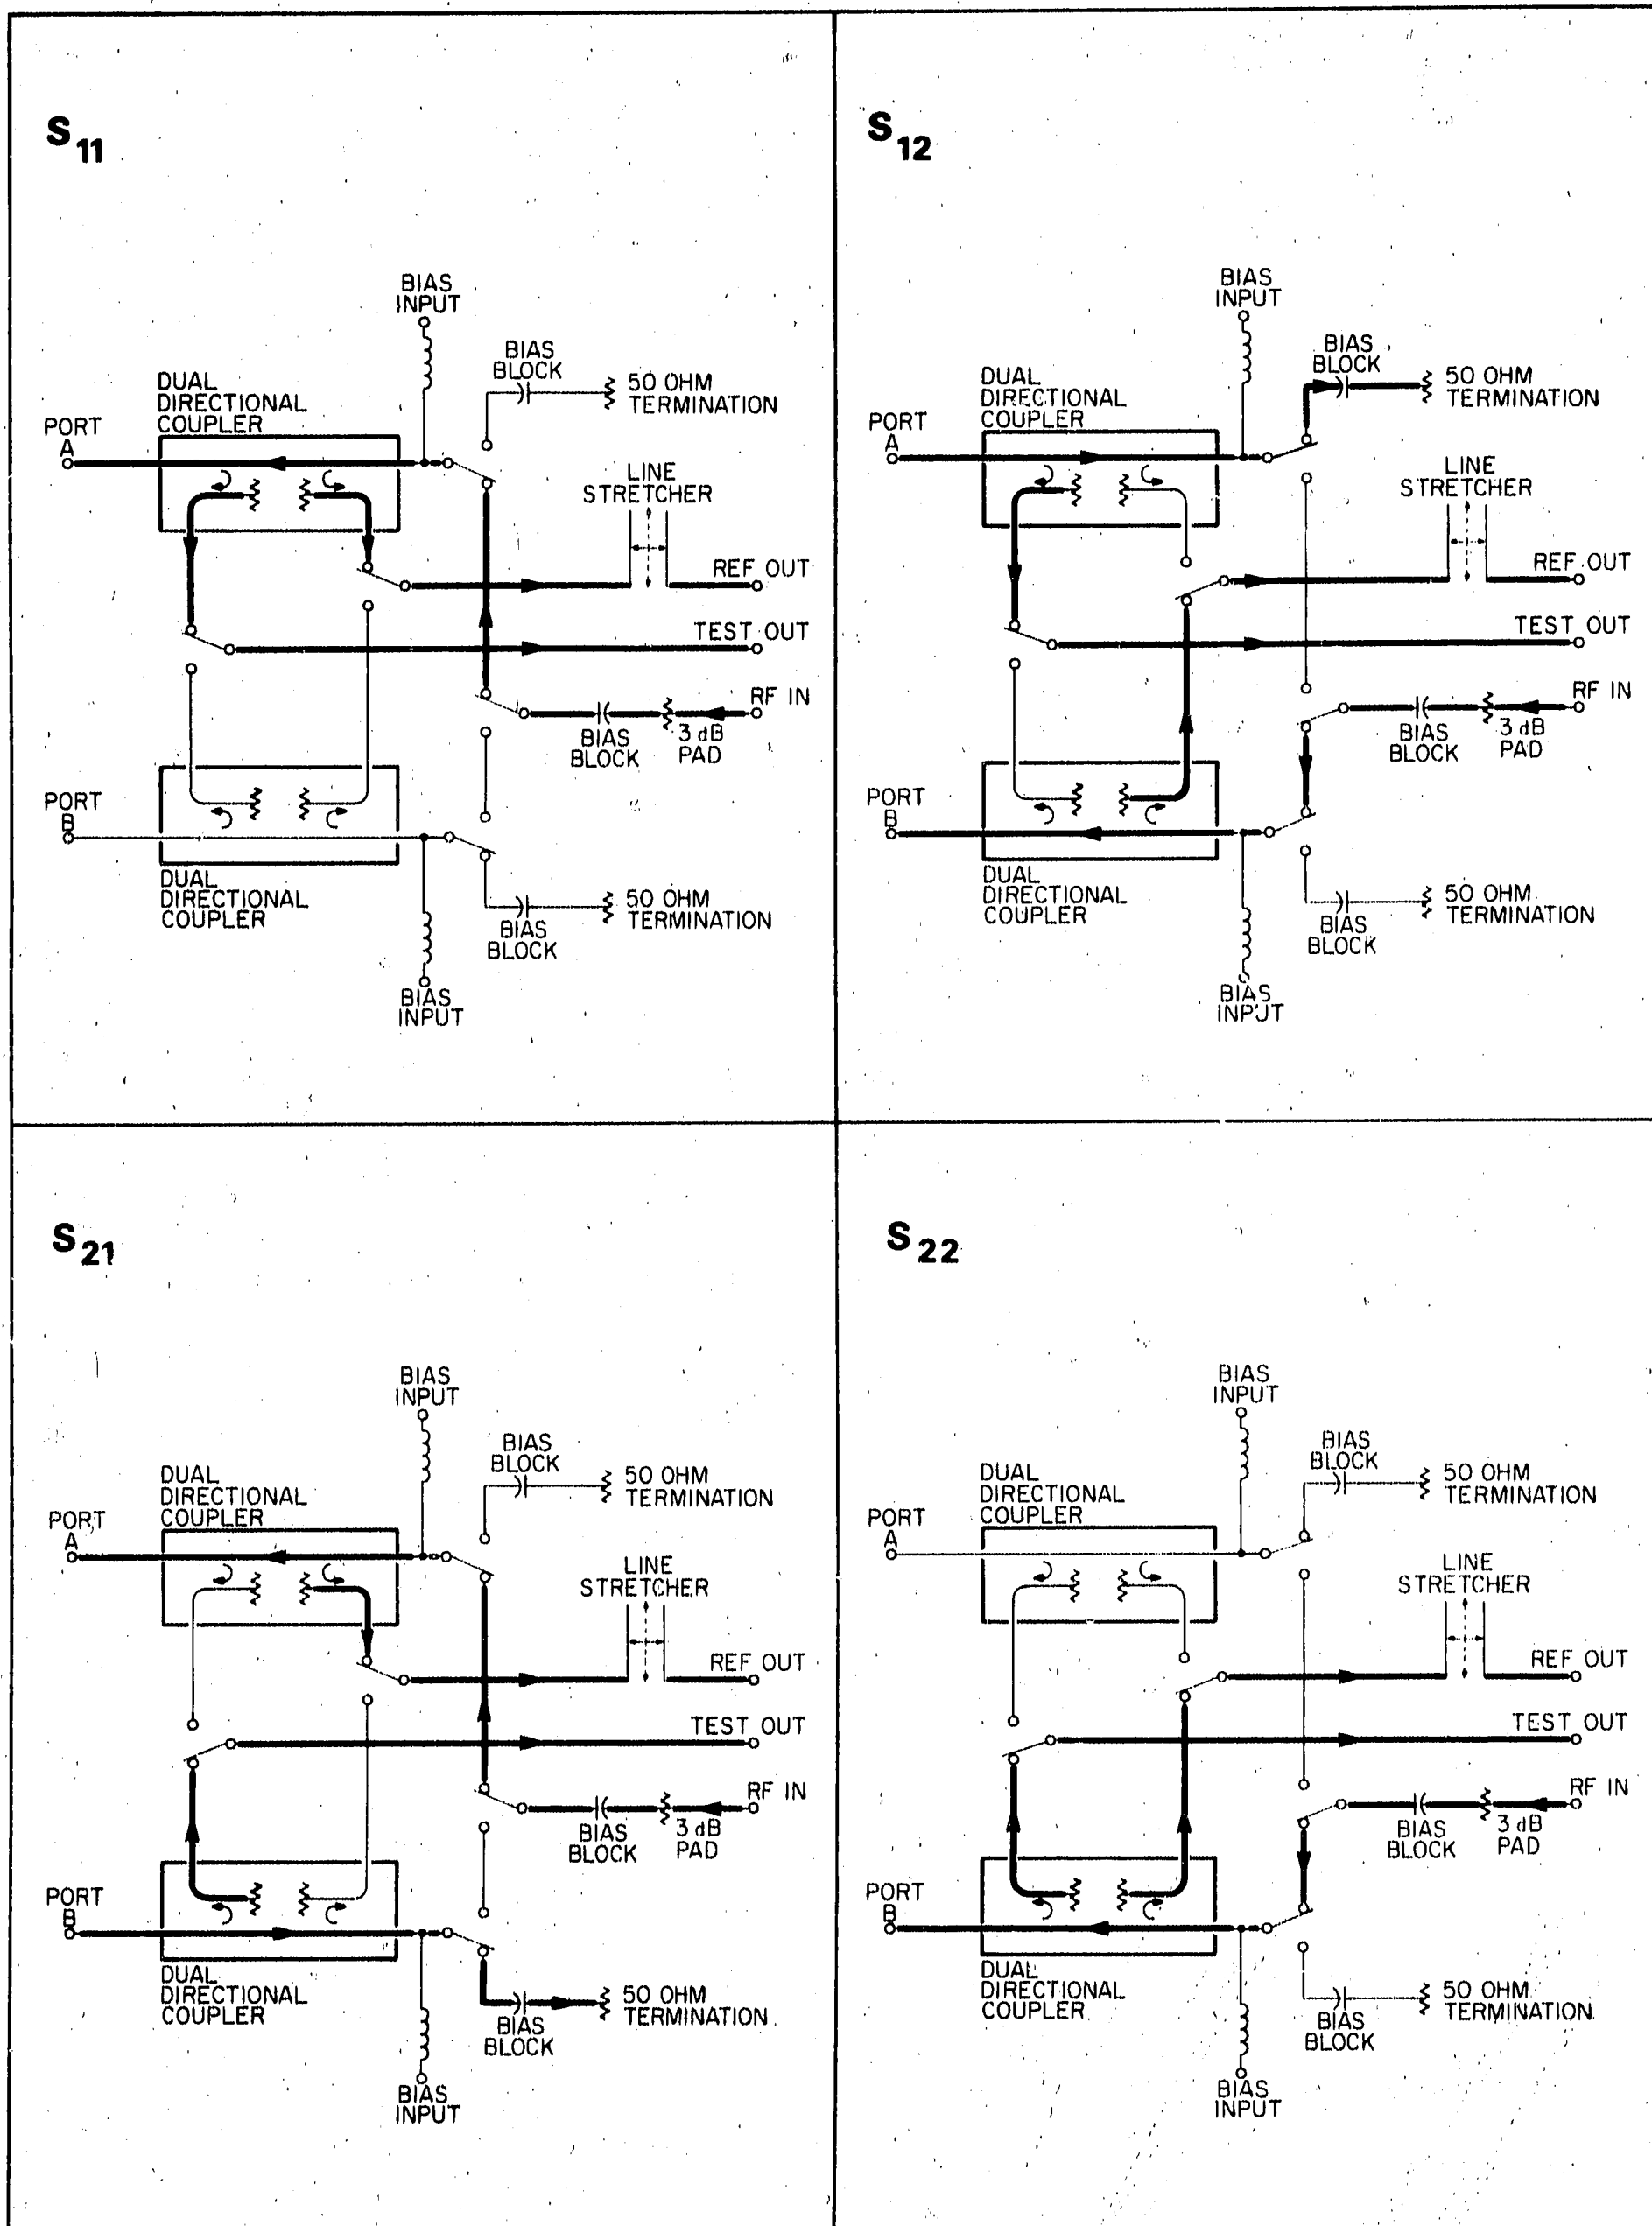 S11
BIAS
INPUT
BIAS
BLOCK
50 OHM
TERMINATION
DUAL
DIRECTIONAL
COUPLER
PORT
A
LINE
STRETCHER
REF OUT
TEST OUT
RF IN
BIAS
BLOCK
3 dB
PAD
PORT
B
DUAL
DIRECTIONAL
COUPLER
50 OHM
TERMINATION
BIAS
BLOCK
BIAS
INPUT
S12
BIAS
INPUT
BIAS
BLOCK
50 OHM
TERMINATION
DUAL
DIRECTIONAL
COUPLER
PORT
A
LINE
STRETCHER
REF OUT
TEST OUT
RF IN
BIAS
BLOCK
3 dB
PAD
PORT
B
DUAL
DIRECTIONAL
COUPLER
50 OHM
TERMINATION
BIAS
BLOCK
BIAS
INPUT
S21
BIAS
INPUT
BIAS
BLOCK
50 OHM
TERMINATION
DUAL
DIRECTIONAL
COUPLER
PORT
A
LINE
STRETCHER
REF OUT
TEST OUT
RF IN
BIAS
BLOCK
3 dB
PAD
PORT
B
DUAL
DIRECTIONAL
COUPLER
50 OHM
TERMINATION
BIAS
BLOCK
BIAS
INPUT
S22
BIAS
INPUT
BIAS
BLOCK
50 OHM
TERMINATION
DUAL
DIRECTIONAL
COUPLER
PORT
A
LINE
STRETCHER
REF OUT
TEST OUT
RF IN
BIAS
BLOCK
3 dB
PAD
PORT
B
DUAL
DIRECTIONAL
COUPLER
50 OHM
TERMINATION
BIAS
BLOCK
BIAS
INPUT